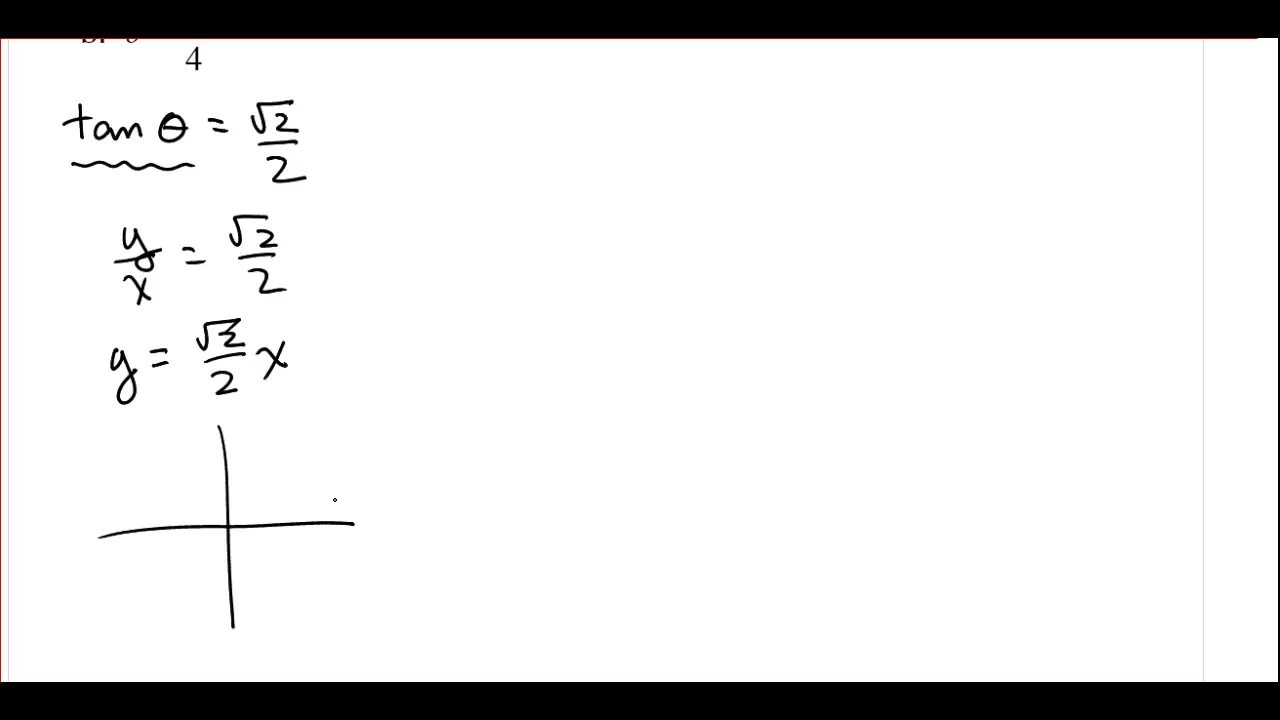 4
tan θ = √2/2
y/x = √2/2
y = √2/2 x